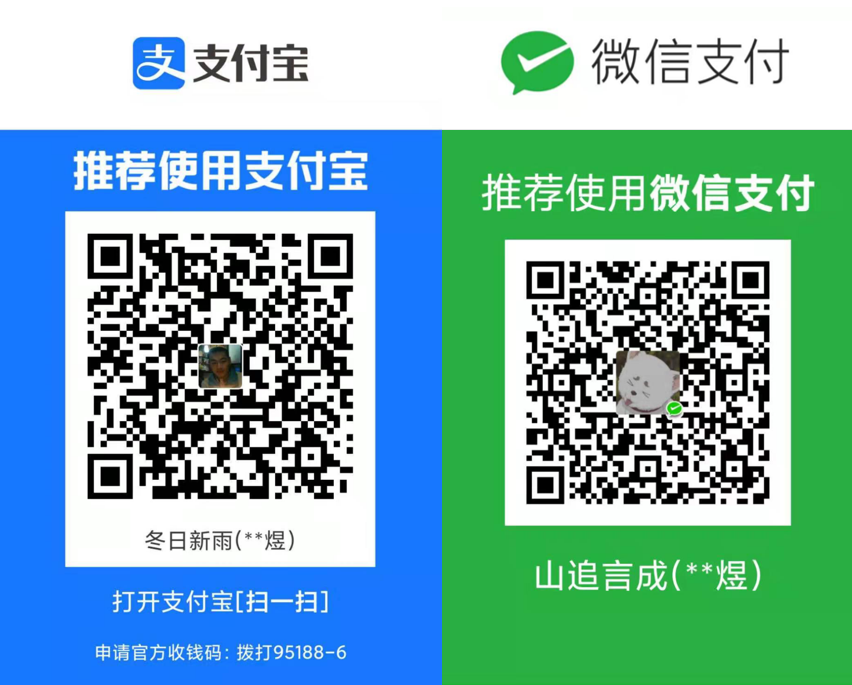 支付宝
推荐使用支付宝
冬日新雨(**煜)
打开支付宝[扫一扫]
申请官方收钱码：拨打95188-6
微信支付
推荐使用微信支付
山追言成(**煜)